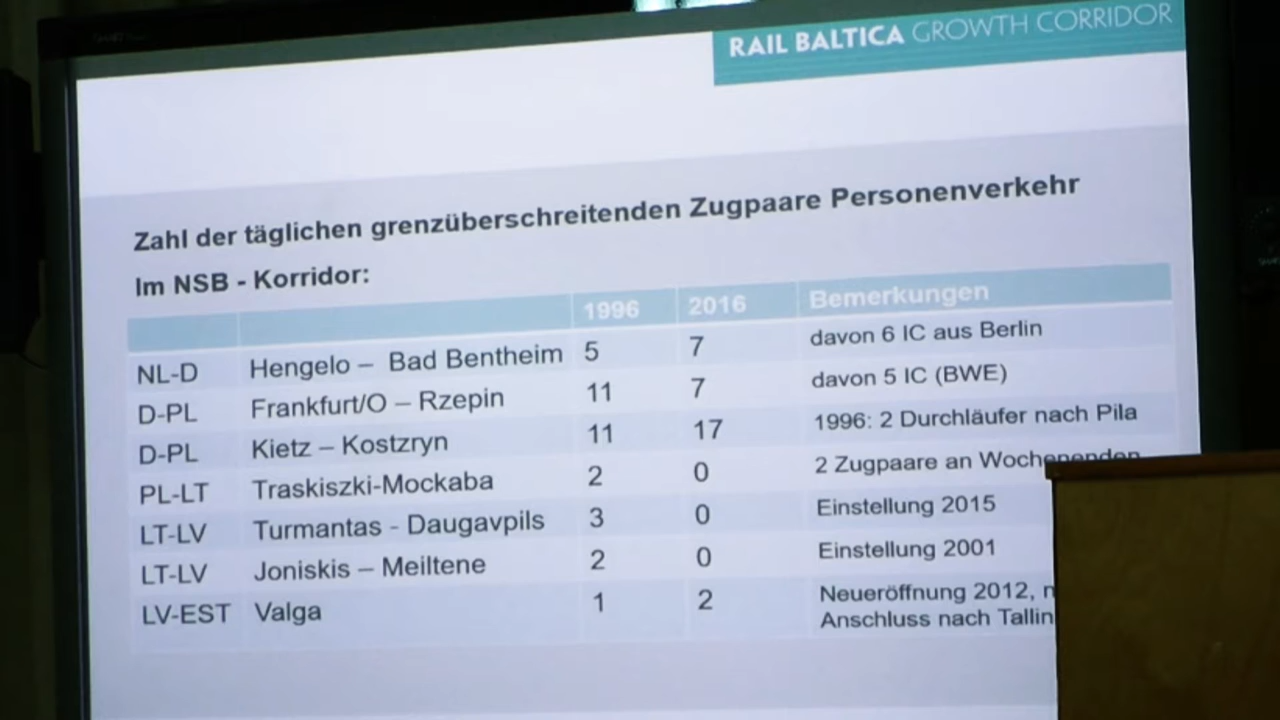 RAIL BALTICA GROWTH CORRIDOR
Zahl der täglichen grenzüberschreitenden Zugpaare Personenverkehr
Im NSB - Korridor:
1996 2016 Bemerkungen
NL-D Hengelo – Bad Bentheim 5 7 davon 6 IC aus Berlin
D-PL Frankfurt/O – Rzepin 11 7 davon 5 IC (BWE)
D-PL Kietz – Kostzryn 11 17 1996: 2 Durchläufer nach Pila
PL-LT Traskiszki-Mockaba 2 0 2 Zugpaare an Wochenenden
LT-LV Turmantas - Daugavpils 3 0 Einstellung 2015
LT-LV Joniskis – Meiltene 2 0 Einstellung 2001
LV-EST Valga 1 2 Neueröffnung 2012,
Anschluss nach Tallin